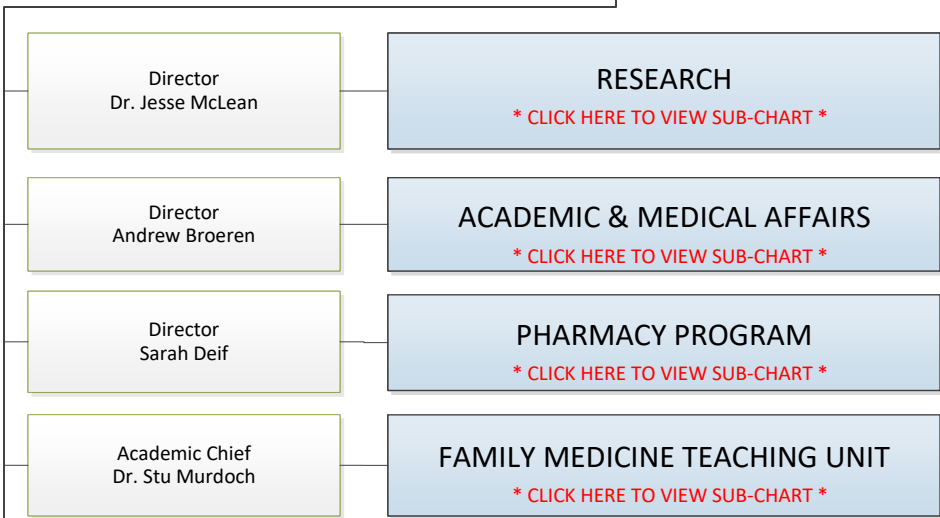 Director
Dr. Jesse McLean
RESEARCH
* CLICK HERE TO VIEW SUB-CHART *
Director
Andrew Broeren
ACADEMIC & MEDICAL AFFAIRS
* CLICK HERE TO VIEW SUB-CHART *
Director
Sarah Deif
PHARMACY PROGRAM
* CLICK HERE TO VIEW SUB-CHART *
Academic Chief
Dr. Stu Murdoch
FAMILY MEDICINE TEACHING UNIT
* CLICK HERE TO VIEW SUB-CHART *